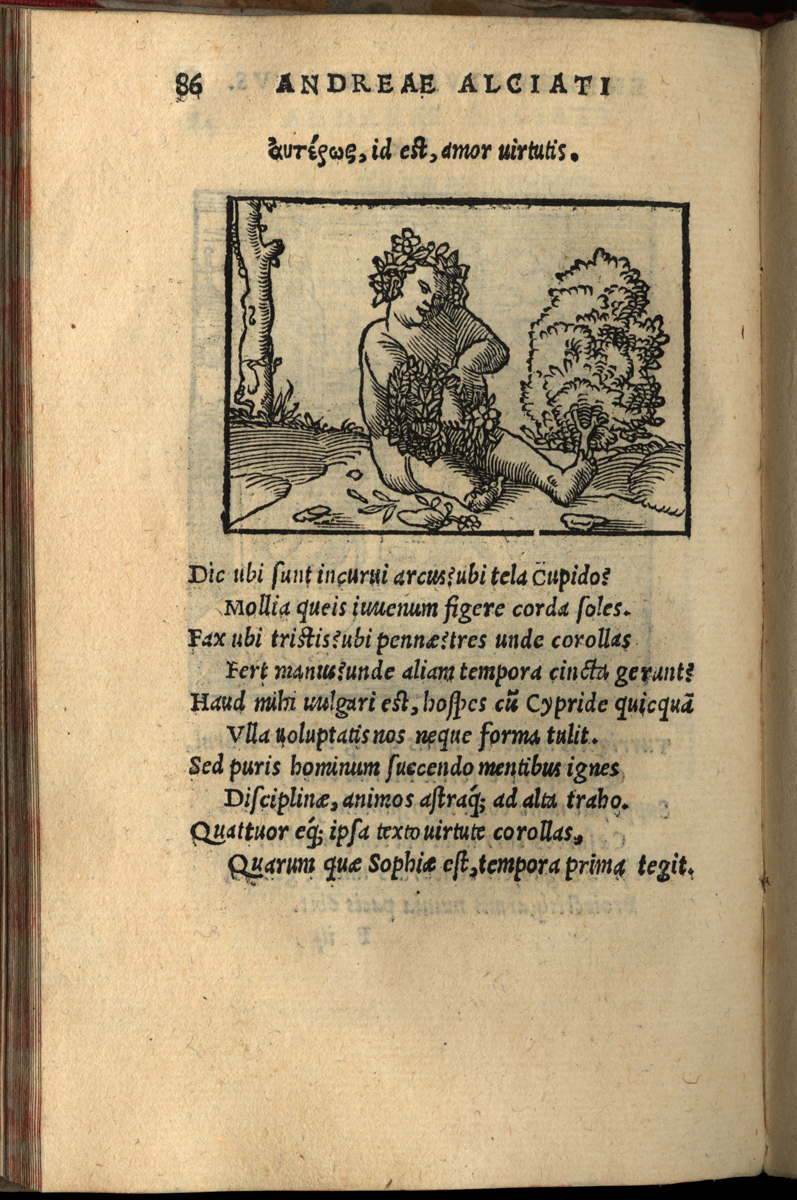 86 ANDREAE ALCIATI
ἀντέρως, id eſt, amor uirtutis.
Dic ubi ſunt incurui arcus? ubi tela Cupido?
Mollia queis iuuenum figere corda ſoles.
Fax ubi triſtis? ubi pennæ? tres unde corollas
Fert manus? unde aliam tempora cincta gerunt?
Haud mihi uulgari eſt, hoſpes cū Cypride quicquā
Vlla uoluptatis nos neque forma tulit.
Sed puris hominum ſuccendo mentibus ignes
Diſciplinæ, animos aſtraq́; ad alta traho.
Quattuor eq́; ipſa texto uirtute corollas,
Quarum quæ Sophiæ eſt, tempora prima tegit.